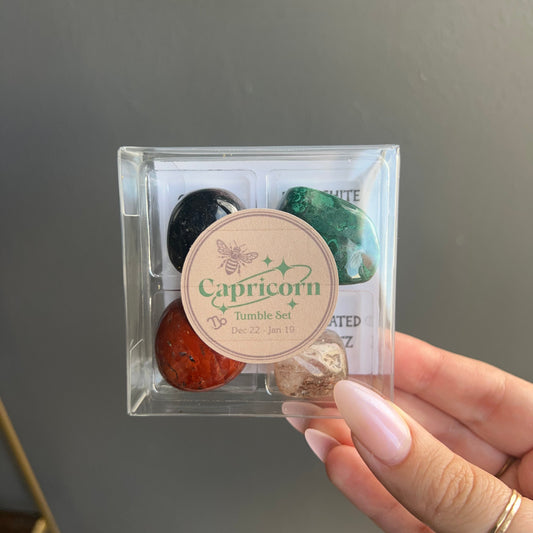 Capricorn
Tumble Set
Dec 22 - Jan 19